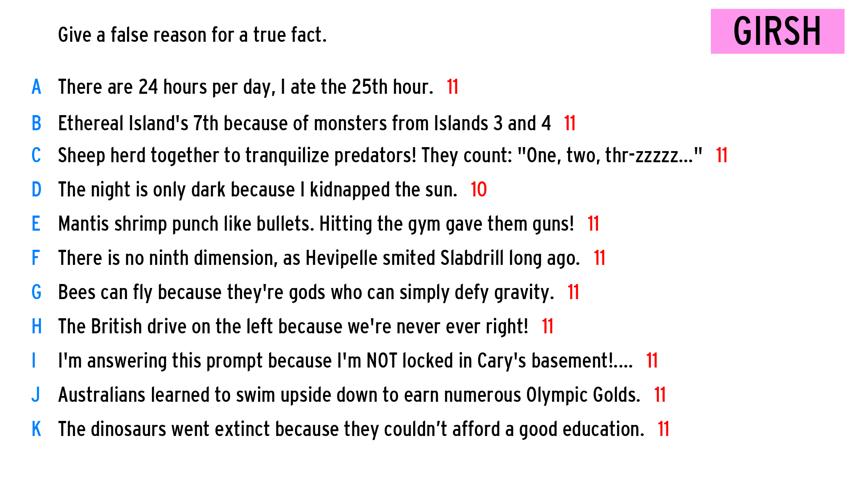 Give a false reason for a true fact.
GIRSH
A There are 24 hours per day, I ate the 25th hour. 11
B Ethereal Island's 7th because of monsters from Islands 3 and 4 11
C Sheep herd together to tranquilize predators! They count: "One, two, thr-zzzzz..." 11
D The night is only dark because I kidnapped the sun. 10
E Mantis shrimp punch like bullets. Hitting the gym gave them guns! 11
F There is no ninth dimension, as Hevipelle smited Slabdrill long ago. 11
G Bees can fly because they're gods who can simply defy gravity. 11
H The British drive on the left because we're never ever right! 11
I I'm answering this prompt because I'm NOT locked in Cary's basement!.... 11
J Australians learned to swim upside down to earn numerous Olympic Golds. 11
K The dinosaurs went extinct because they couldn’t afford a good education. 11